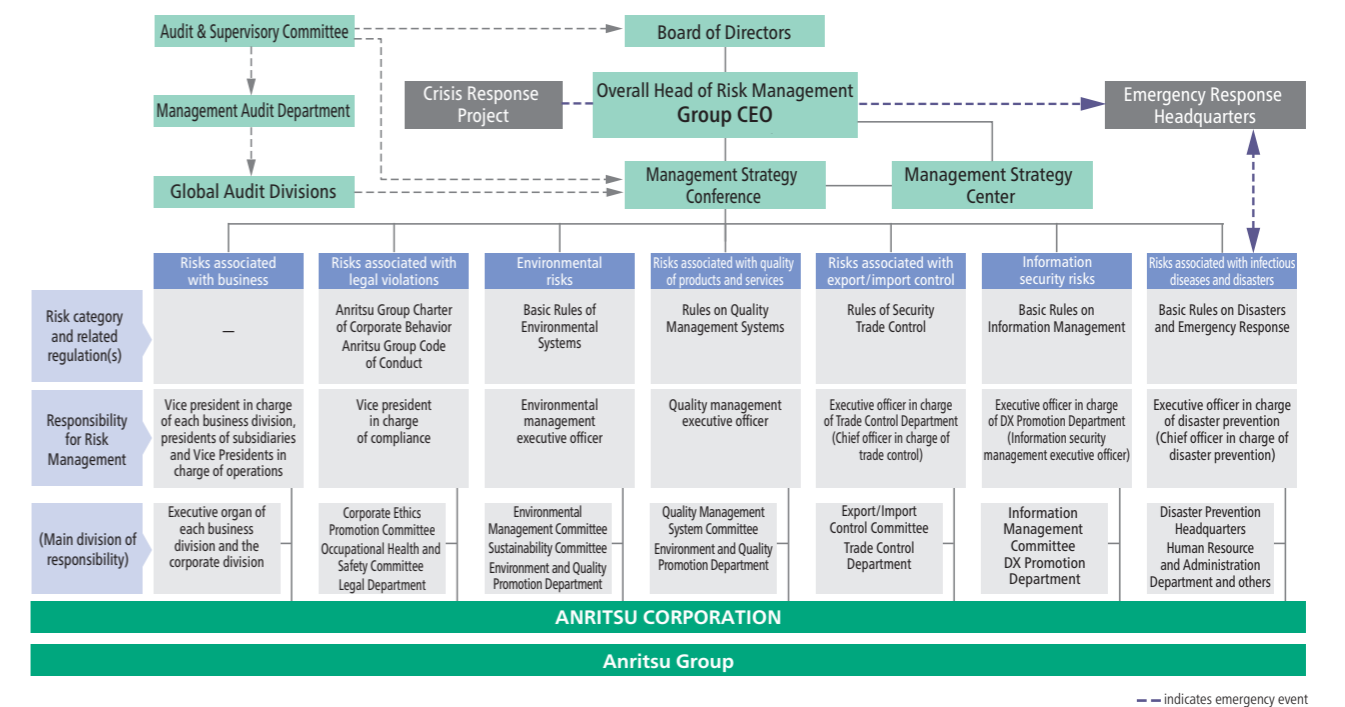 Audit & Supervisory Committee
Board of Directors
Crisis Response
Project
Overall Head of Risk Management
Group CEO
Emergency Response
Headquarters
Management Audit Department
Global Audit Divisions
Management Strategy
Conference
Management Strategy
Center
Risks associated
with business
Risks associated with
legal violations
Environmental
risks
Risks associated with quality
of products and services
Risks associated with
export/import control
Information
security risks
Risks associated with infectious
diseases and disasters
Risk category
and related
regulation(s)
—
Anritsu Group Charter
of Corporate Behavior
Anritsu Group Code
of Conduct
Basic Rules of
Environmental
Systems
Rules on Quality
Management Systems
Rules of Security
Trade Control
Basic Rules on
Information Management
Basic Rules on Disasters
and Emergency Response
Responsibility
for Risk
Management
Vice president in charge
of each business division,
presidents of subsidiaries
and Vice Presidents in
charge of operations
Vice president
in charge
of compliance
Environmental
management
executive officer
Quality management
executive officer
Executive officer in charge
of Trade Control Department
(Chief officer in charge of
trade control)
Executive officer in charge
of DX Promotion Department
(Information security
management executive officer)
Executive officer in charge
of disaster prevention
(Chief officer in charge of
disaster prevention)
(Main division of
responsibility)
Executive organ of
each business
division and the
corporate division
Corporate Ethics
Promotion Committee
Occupational Health and
Safety Committee
Legal Department
Environmental
Management Committee
Sustainability Committee
Environment and Quality
Promotion Department
Quality Management
System Committee
Environment and Quality
Promotion Department
Export/Import
Control Committee
Trade Control
Department
Information
Management
Committee
DX Promotion
Department
Disaster Prevention
Headquarters
Human Resource
and Administration
Department and others
ANRITSU CORPORATION
Anritsu Group
indicates emergency event